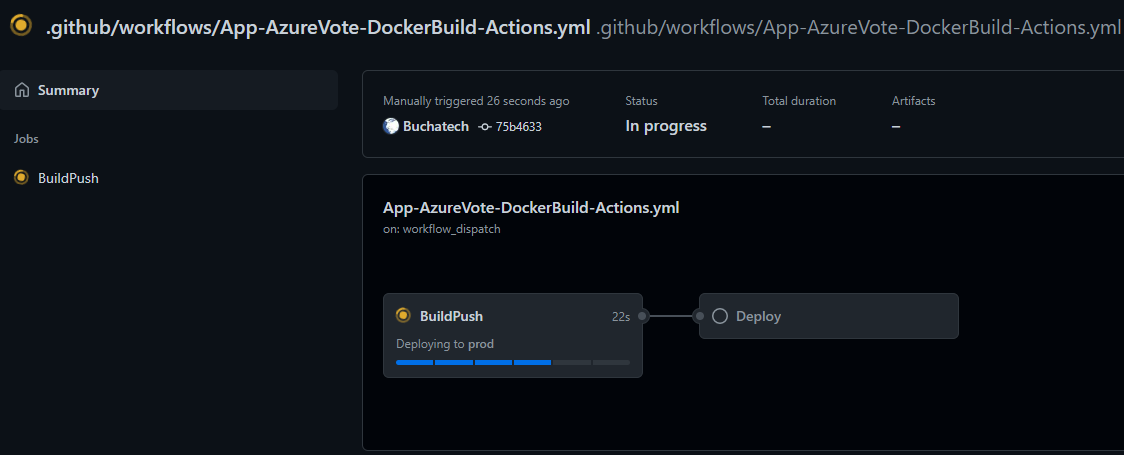 .github/workflows/App-AzureVote-DockerBuild-Actions.yml .github/workflows/App-AzureVote-DockerBuild-Actions.yml
Summary
Jobs
BuildPush
Manually triggered 26 seconds ago
Status
Total duration
Artifacts
Buchatech 75b4633
In progress
–
–
App-AzureVote-DockerBuild-Actions.yml
on: workflow_dispatch
BuildPush 22s
Deploying to prod
Deploy